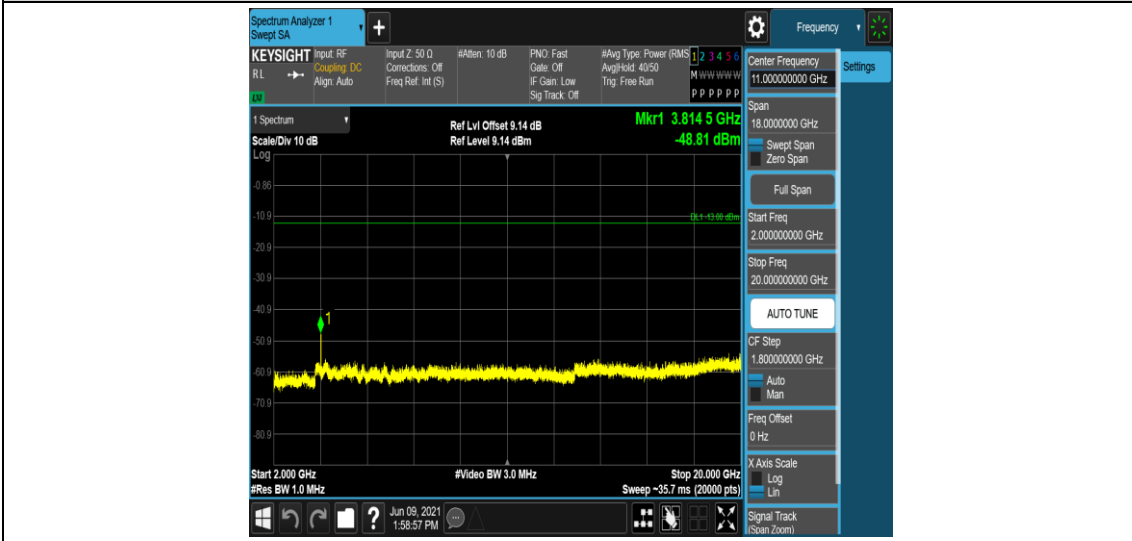 Spectrum Analyzer 1
Swept SA
+
Frequency
KEYSIGHT Input: RF Input Z: 50 Ω #Atten: 10 dB PNO: Fast #Avg Type: Power (RMS 1 2 3 4 5 6
RL Coupling: DC Corrections: Off Gate: Off Avg|Hold: 40/50 M W W W W W
Align: Auto Freq Ref: Int (S) IF Gain: Low Trig: Free Run
Sig Track: Off P P P P P P
1 Spectrum
Scale/Div 10 dB
Ref Lvl Offset 9.14 dB
Ref Level 9.14 dBm
Mkr1 3.814 5 GHz
-48.81 dBm
Log
-0.86
-10.9
DL1 -13.00 dBm
-20.9
-30.9
-40.9
1
-50.9
-60.9
-70.9
-80.9
Start 2.000 GHz #Video BW 3.0 MHz Stop 20.000 GHz
#Res BW 1.0 MHz Sweep ~35.7 ms (20000 pts)
?
Jun 09, 2021
1:58:57 PM
Center Frequency
11.000000000 GHz
Settings
Span
18.0000000 GHz
Swept Span
Zero Span
Full Span
Start Freq
2.000000000 GHz
Stop Freq
20.000000000 GHz
AUTO TUNE
CF Step
1.800000000 GHz
Auto
Man
Freq Offset
0 Hz
X Axis Scale
Log
Lin
Signal Track
(Span Zoom)